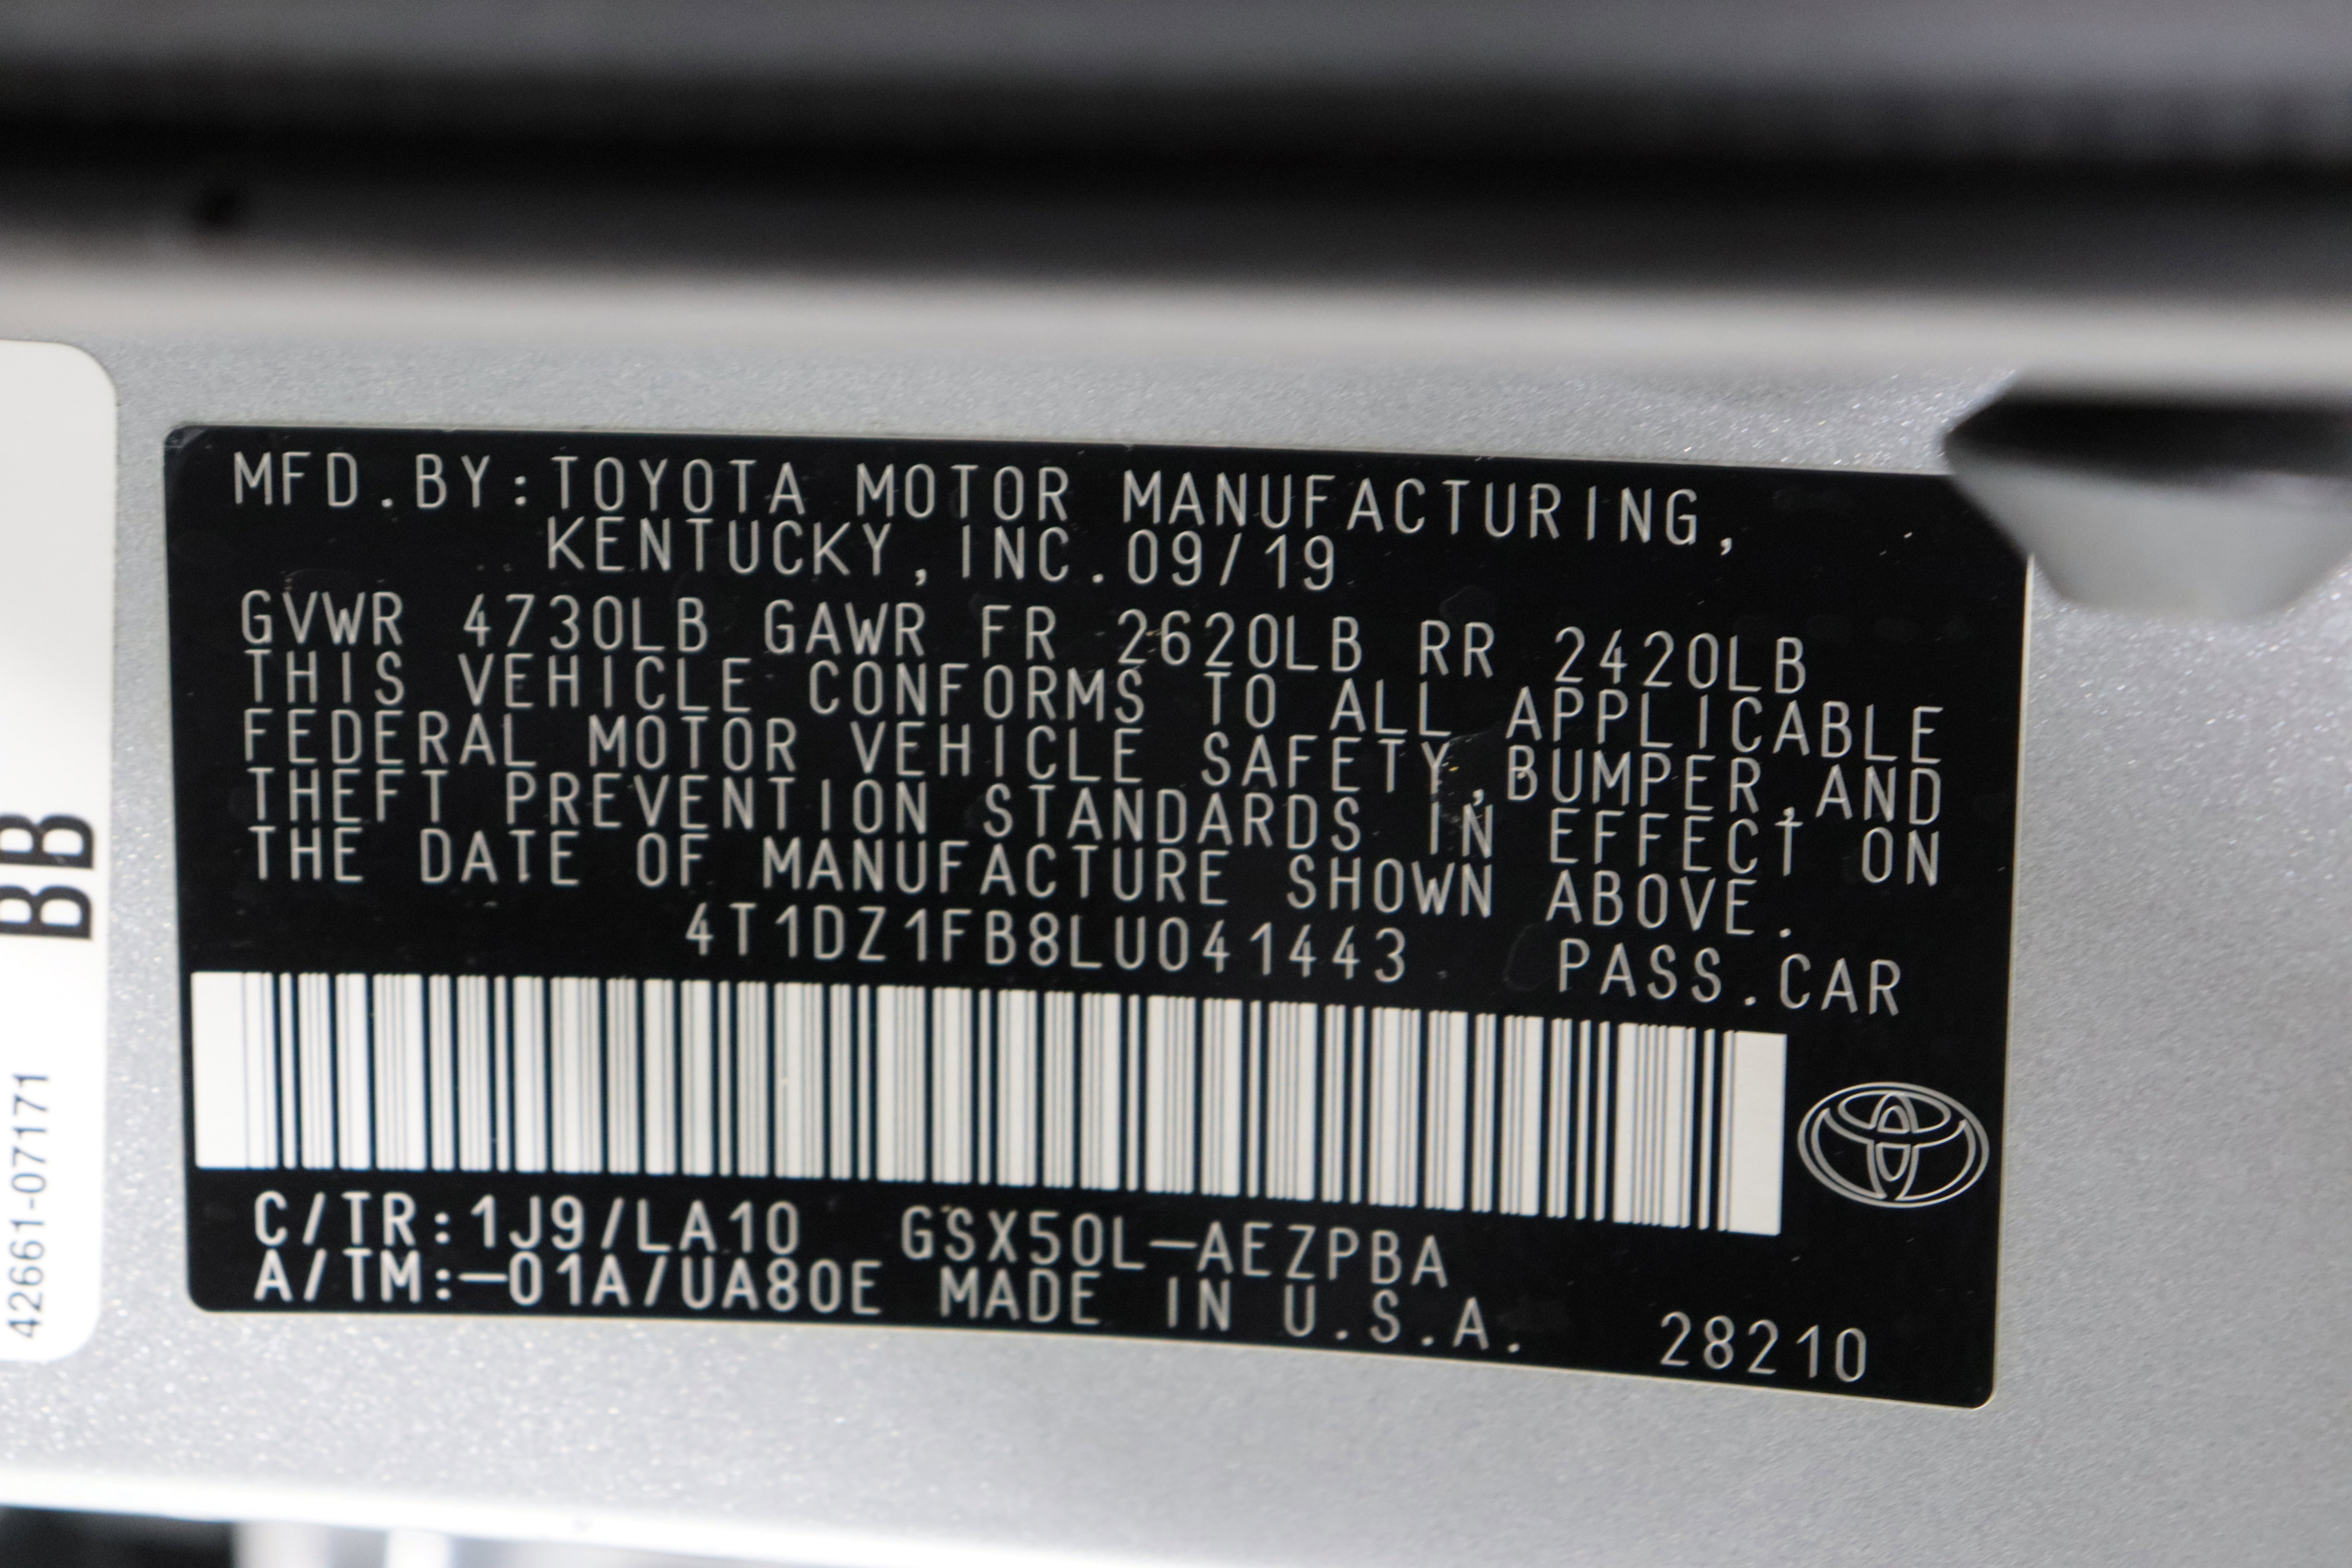 MFD.BY:TOYOTA MOTOR MANUFACTURING,
KENTUCKY,INC.09/19
GVWR 4730LB GAWR FR 2620LB RR 2420LB
THIS VEHICLE CONFORMS TO ALL APPLICABLE
FEDERAL MOTOR VEHICLE SAFETY,BUMPER,AND
THEFT PREVENTION STANDARDS IN EFFECT ON
THE DATE OF MANUFACTURE SHOWN ABOVE.
4T1DZ1FB8LU041443 PASS.CAR
C/TR:1J9/LA10 GSX50L-AEZPBA
A/TM:-01A/UA80E MADE IN U.S.A. 28210
BB
42661-07171